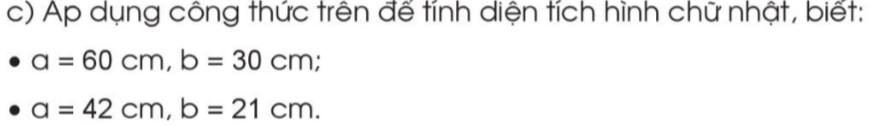 c) Áp dụng công thức trên để tính diện tích hình chữ nhật, biết:
• a = 60 cm, b = 30 cm;
• a = 42 cm, b = 21 cm.